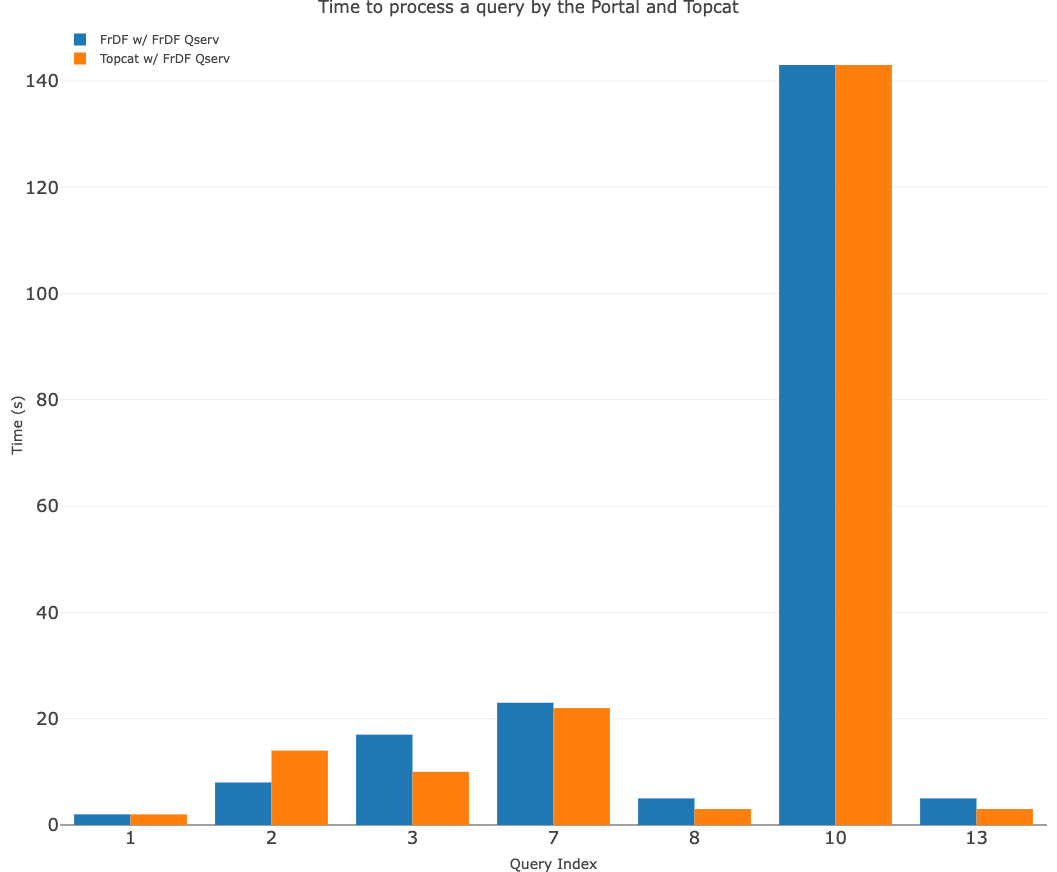 Time to process a query by the Portal and Topcat
FrDF w/ FrDF Qserv
Topcat w/ FrDF Qserv
140
120
100
80
60
40
20
0
Time (s)
1 2 3 7 8 10 13
Query Index